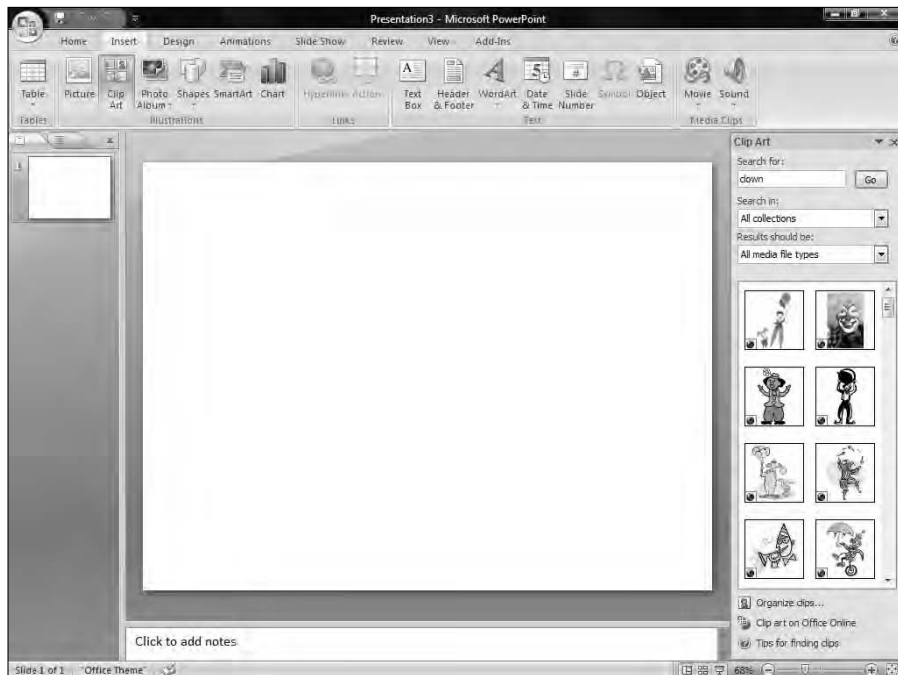 Presentation3 - Microsoft PowerPoint
Home Insert Design Animations Slide Show Review View Add-Ins
Table Picture Clip Art Photo Album Shapes SmartArt Chart Hyperlink Action Text Box Header & Footer WordArt Date & Time Slide Number Symbol Object Movie Sound
Tables Illustrations Links Text Media Clips
1
Clip Art
Search for:
clown
Go
Search in:
All collections
Results should be:
All media file types
Organize clips...
Clip art on Office Online
Tips for finding clips
Click to add notes
Slide 1 of 1 "Office Theme" 68%